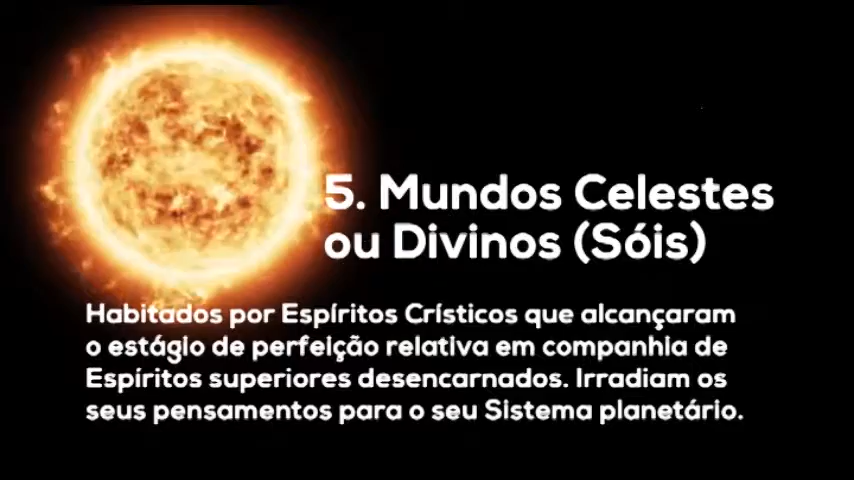 5. Mundos Celestes
ou Divinos (Sóis)
Habitados por Espíritos Crísticos que alcançaram
o estágio de perfeição relativa em companhia de
Espíritos superiores desencarnados. Irradiam os
seus pensamentos para o seu Sistema planetário.